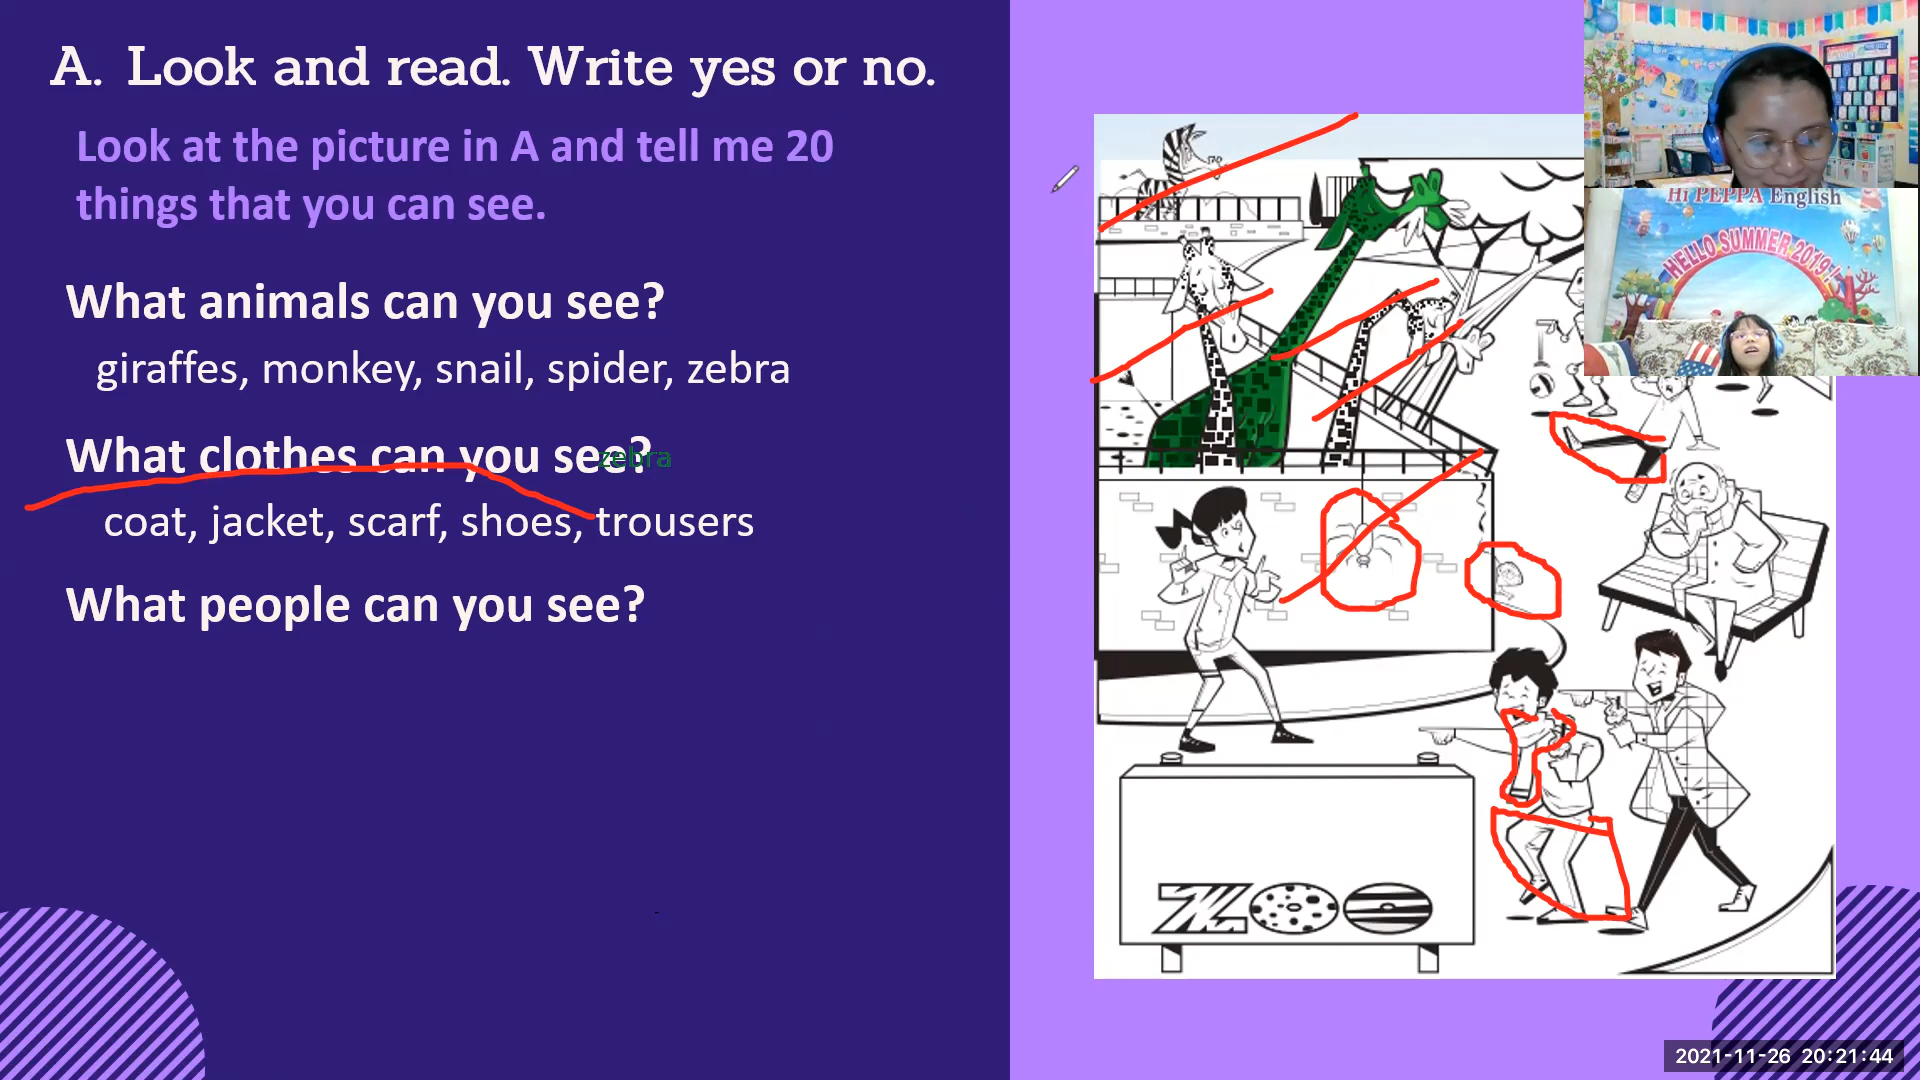 A. Look and read. Write yes or no.
Look at the picture in A and tell me 20
things that you can see.
What animals can you see?
giraffes, monkey, snail, spider, zebra
What clothes can you see?
zebra
coat, jacket, scarf, shoes, trousers
What people can you see?
ZOO
Hi PEPPA English
HELLO SUMMER 2019
2021-11-26 20:21:44